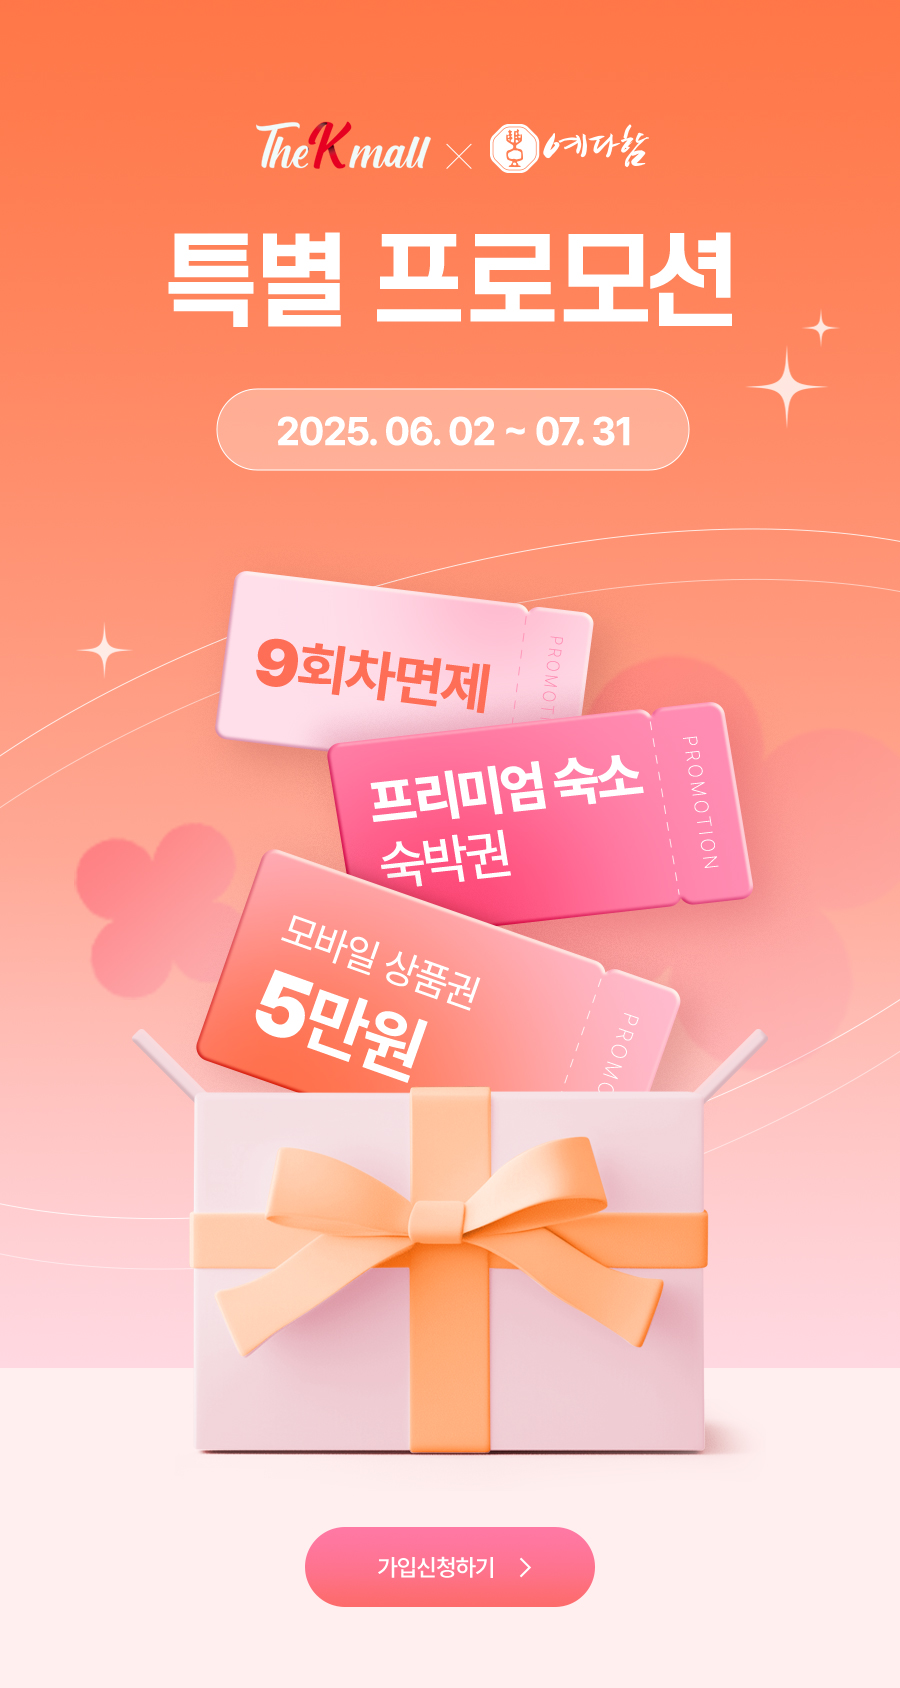 The K mall × 예다함
특별 프로모션
2025. 06. 02 ~ 07. 31
9회차면제
PROMOTI
프리미엄 숙소
숙박권
PROMOTION
모바일 상품권
5만원
PROMO
가입신청하기 >